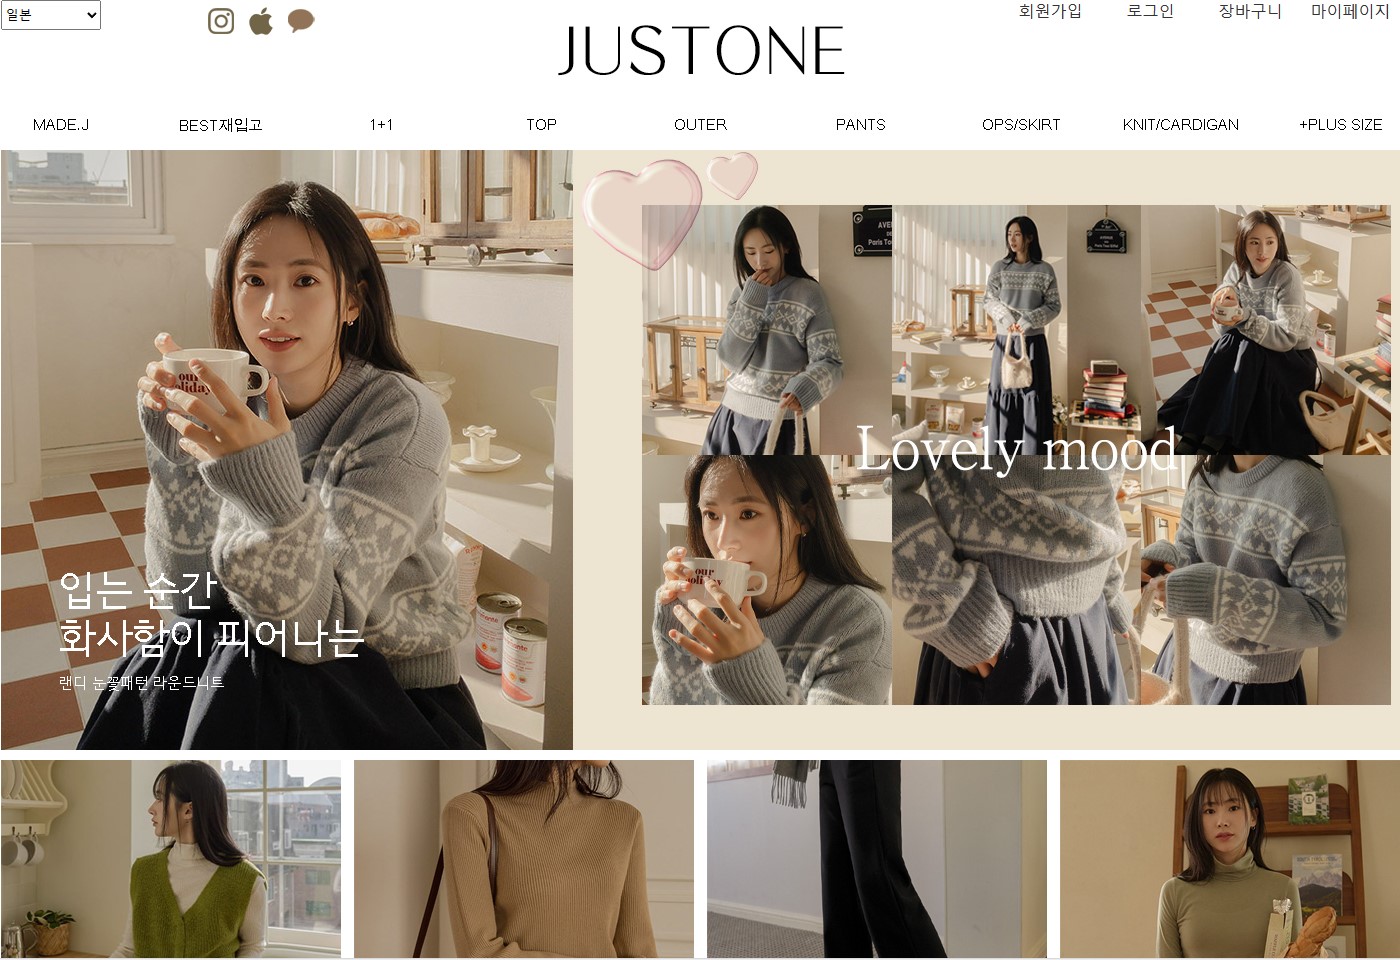 일본
회원가입 로그인 장바구니 마이페이지
JUSTONE
MADE.J BEST재입고 1+1 TOP OUTER PANTS OPS/SKIRT KNIT/CARDIGAN +PLUS SIZE
our
Lovely mood
our
입는 순간
화사함이 피어나는
랜디 눈꽃패턴 라운드니트